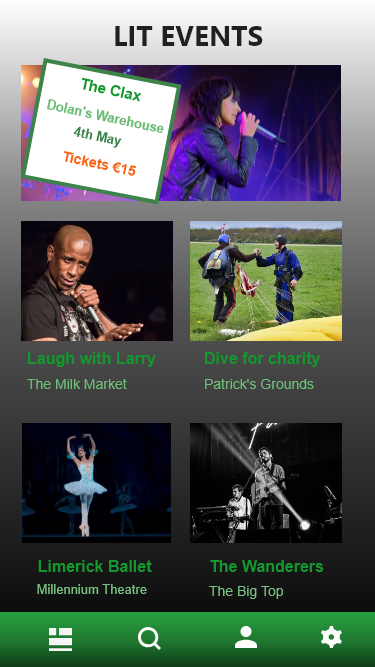 LIT EVENTS
The Clax
Dolan's Warehouse
4th May
Tickets €15
Laugh with Larry
The Milk Market
Dive for charity
Patrick's Grounds
Limerick Ballet
Millennium Theatre
The Wanderers
The Big Top